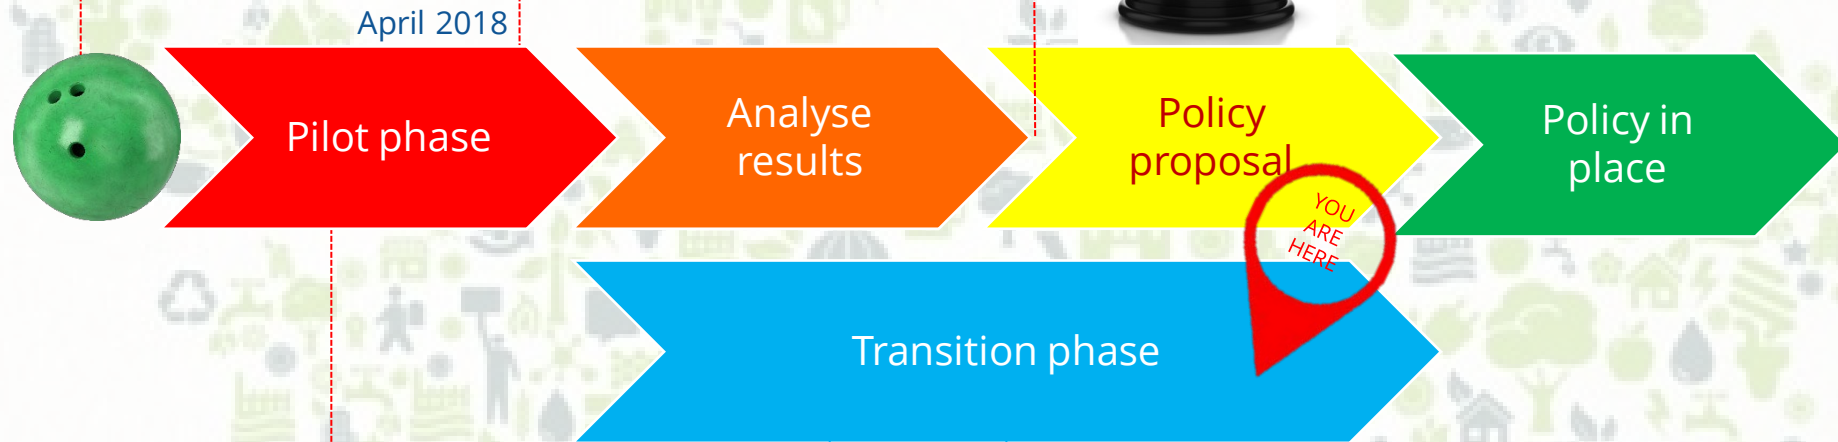 April 2018
Pilot phase
Analyse
results
Policy
proposal
Policy in
place
YOU
ARE
HERE
Transition phase